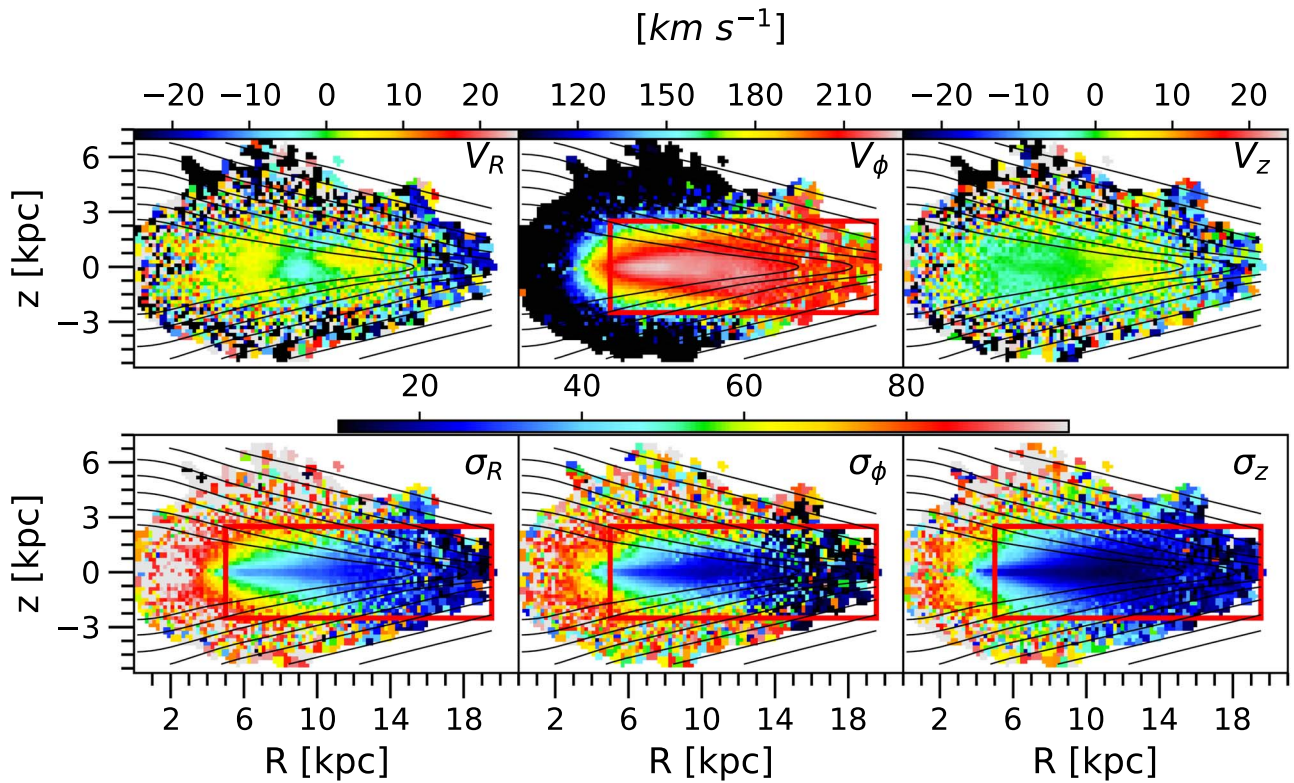 [km s⁻¹]
−20 −10 0 10 20 120 150 180 210 −20 −10 0 10 20
6 V_R V_ϕ V_z
3
z [kpc] 0
−3
20 40 60 80
6 σ_R σ_ϕ σ_z
3
z [kpc] 0
−3
2 6 10 14 18 2 6 10 14 18 2 6 10 14 18
R [kpc] R [kpc] R [kpc]